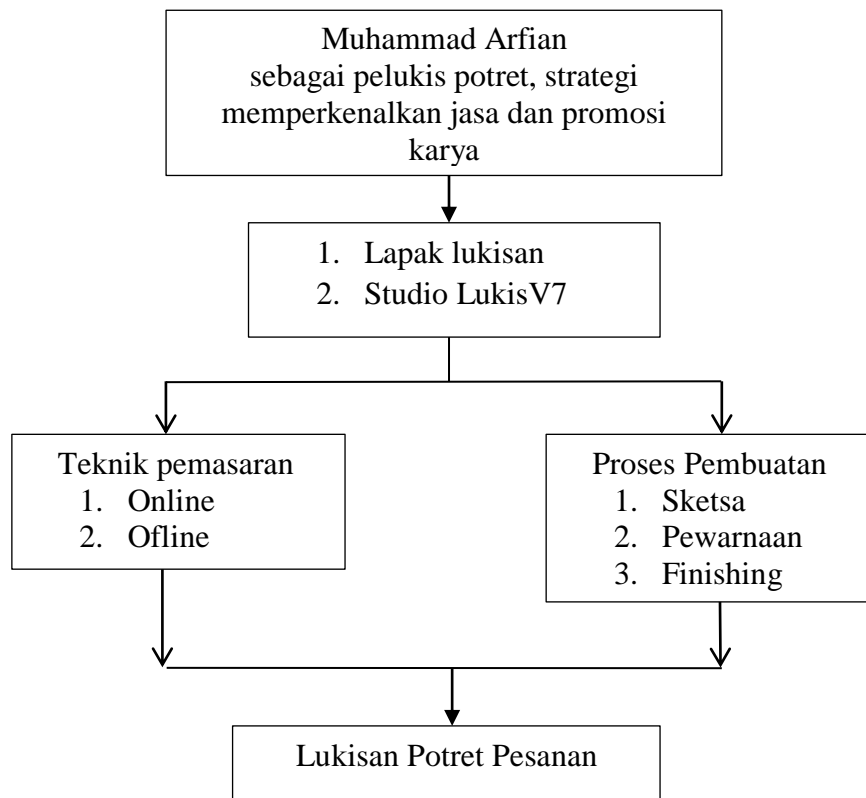 Muhammad Arfian
sebagai pelukis potret, strategi
memperkenalkan jasa dan promosi
karya
1. Lapak lukisan
2. Studio LukisV7
Teknik pemasaran
1. Online
2. Ofline
Proses Pembuatan
1. Sketsa
2. Pewarnaan
3. Finishing
Lukisan Potret Pesanan